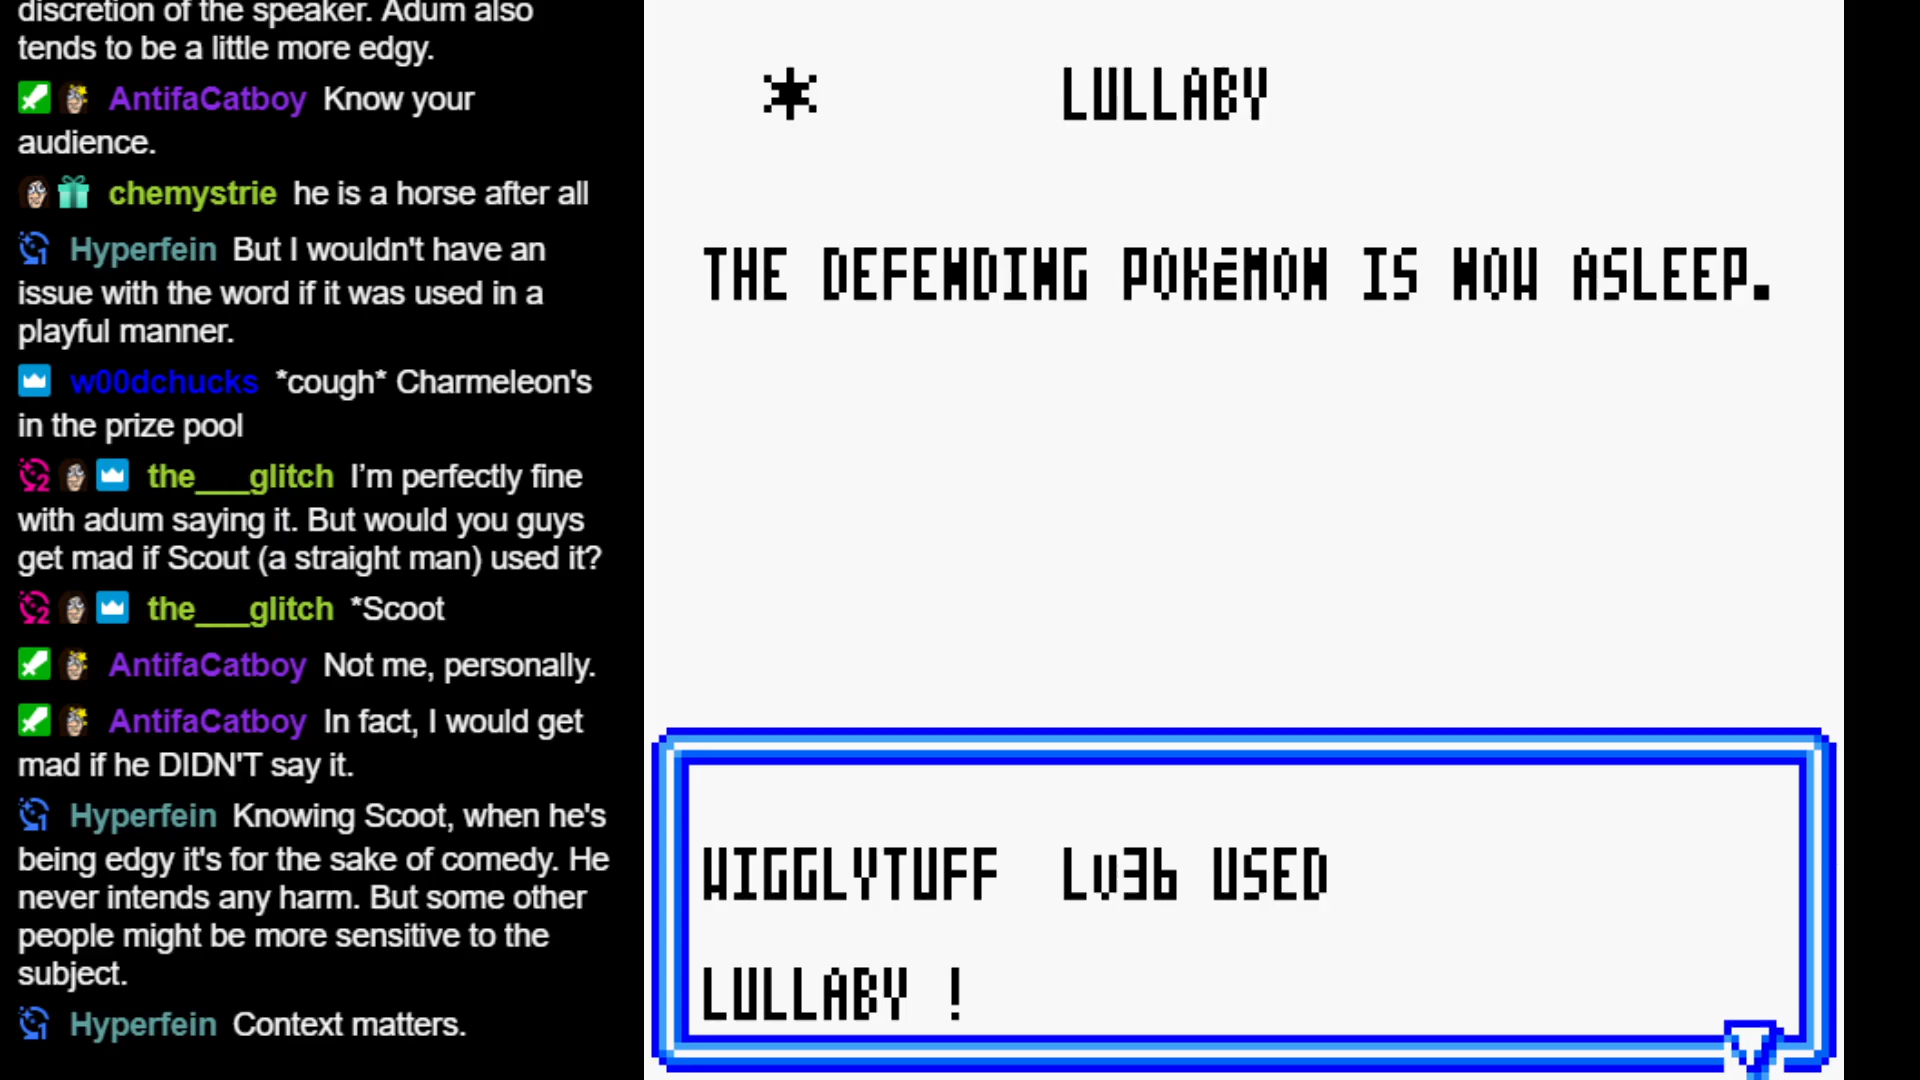 discretion of the speaker. Adum also
tends to be a little more edgy.
AntifaCatboy Know your
audience.
chemystrie he is a horse after all
Hyperfein But I wouldn't have an
issue with the word if it was used in a
playful manner.
w00dchucks *cough* Charmeleon's
in the prize pool
the___glitch I’m perfectly fine
with adum saying it. But would you guys
get mad if Scout (a straight man) used it?
the___glitch *Scoot
AntifaCatboy Not me, personally.
AntifaCatboy In fact, I would get
mad if he DIDN'T say it.
Hyperfein Knowing Scoot, when he's
being edgy it's for the sake of comedy. He
never intends any harm. But some other
people might be more sensitive to the
subject.
Hyperfein Context matters.
LULLABY
THE DEFENDING POKéMON IS NOW ASLEEP.
WIGGLYTUFF Lv36 USED
LULLABY !